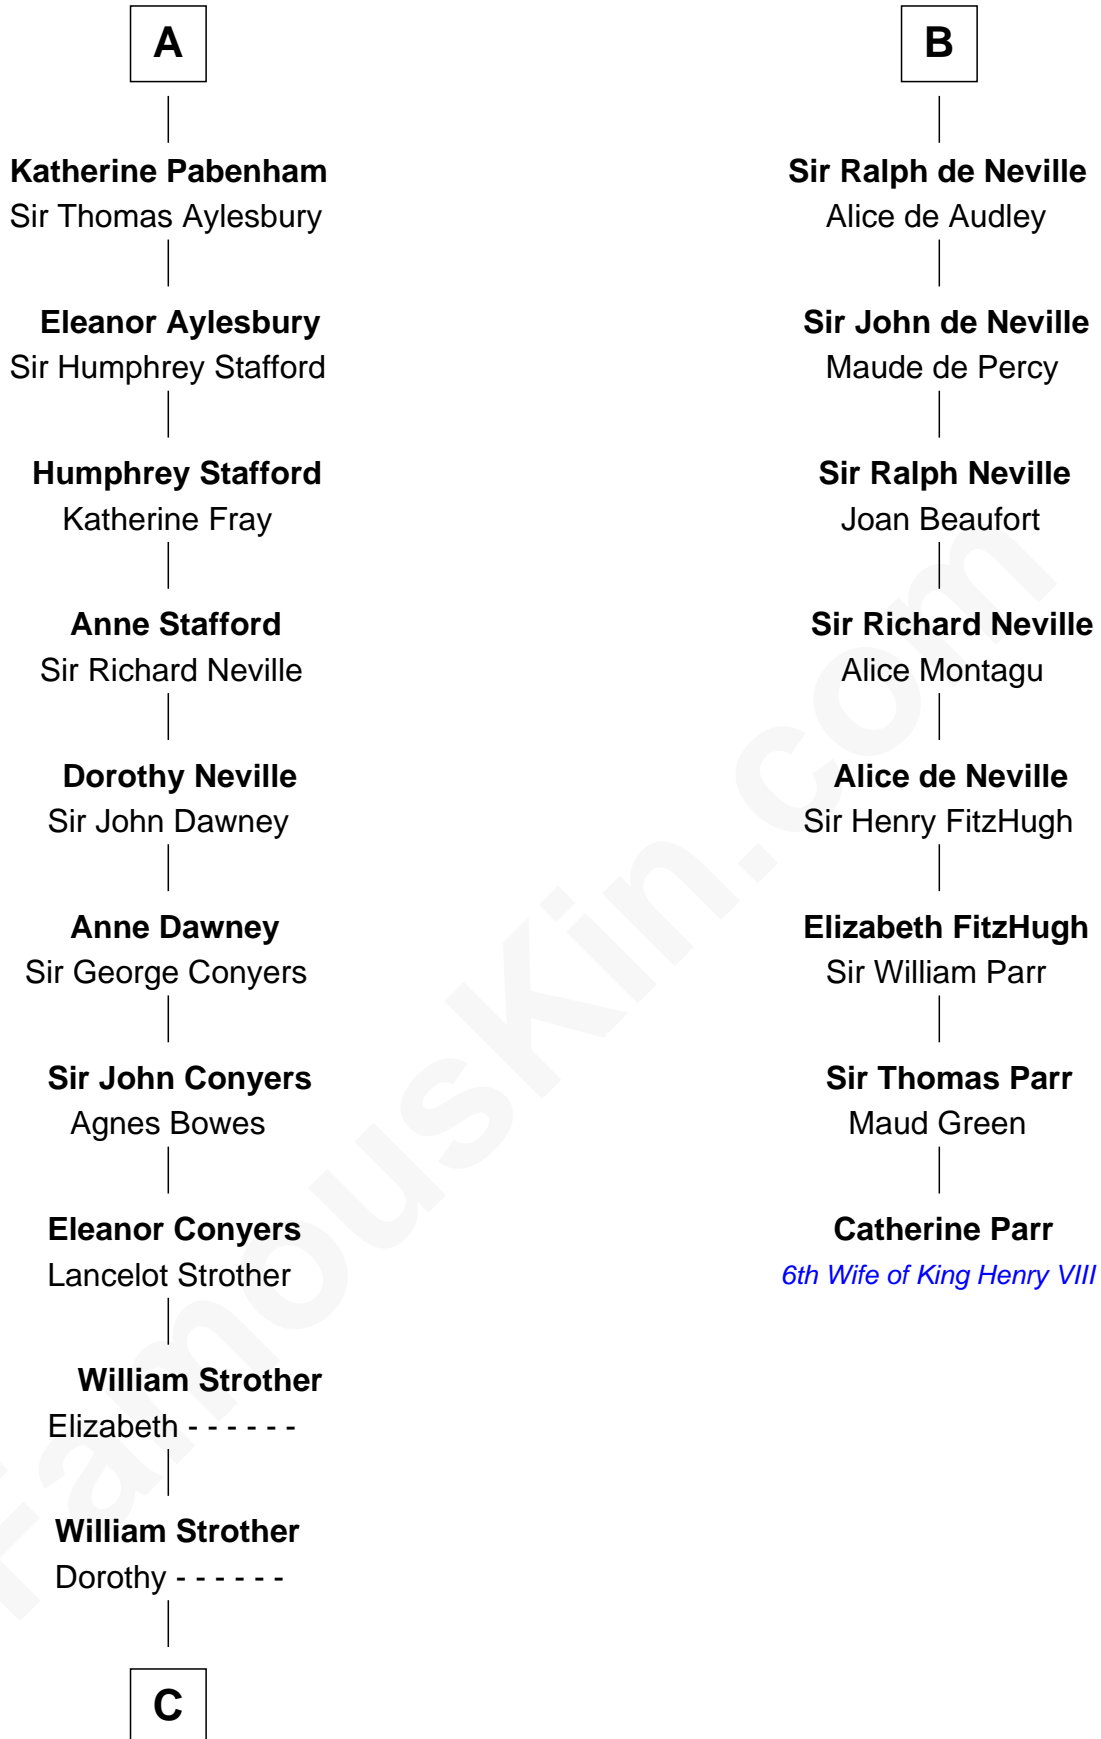 A
Katherine Pabenham
Sir Thomas Aylesbury
Eleanor Aylesbury
Sir Humphrey Stafford
Humphrey Stafford
Katherine Fray
Anne Stafford
Sir Richard Neville
Dorothy Neville
Sir John Dawney
Anne Dawney
Sir George Conyers
Sir John Conyers
Agnes Bowes
Eleanor Conyers
Lancelot Strother
William Strother
Elizabeth - - - - - -
William Strother
Dorothy - - - - - -
C
B
Sir Ralph de Neville
Alice de Audley
Sir John de Neville
Maude de Percy
Sir Ralph Neville
Joan Beaufort
Sir Richard Neville
Alice Montagu
Alice de Neville
Sir Henry FitzHugh
Elizabeth FitzHugh
Sir William Parr
Sir Thomas Parr
Maud Green
Catherine Parr
6th Wife of King Henry VIII
FamousKin.com